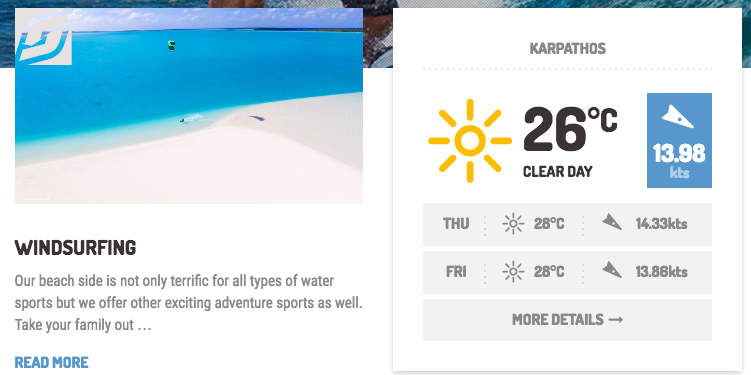 WINDSURFING
Our beach side is not only terrific for all types of water
sports but we offer other exciting adventure sports as well.
Take your family out ...
READ MORE
KARPATHOS
26°C
CLEAR DAY
13.98
kts
THU 28°C 14.33kts
FRI 28°C 13.86kts
MORE DETAILS →